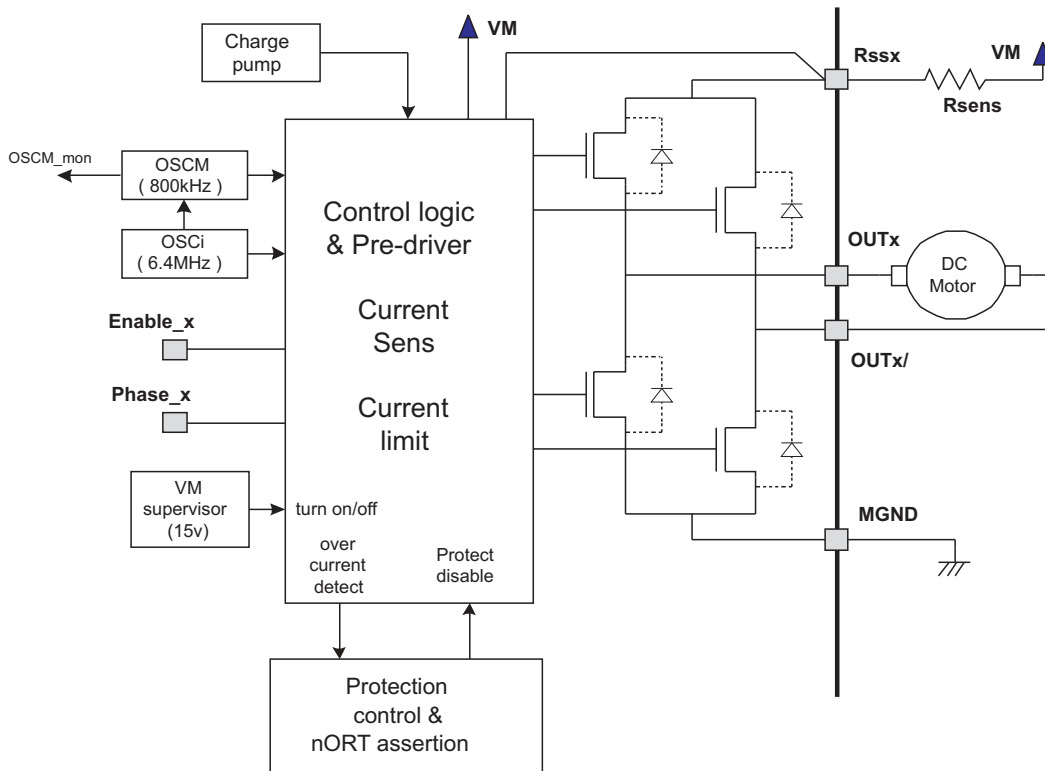 Charge
pump
VM
Rssx
VM
Rsens
OSCM_mon
OSCM
( 800kHz )
OSCi
( 6.4MHz )
Control logic
& Pre-driver
Current
Sens
Current
limit
OUTx
DC
Motor
OUTx/
Enable_x
Phase_x
VM
supervisor
(15v)
turn on/off
over
current
detect
Protect
disable
MGND
Protection
control &
nORT assertion